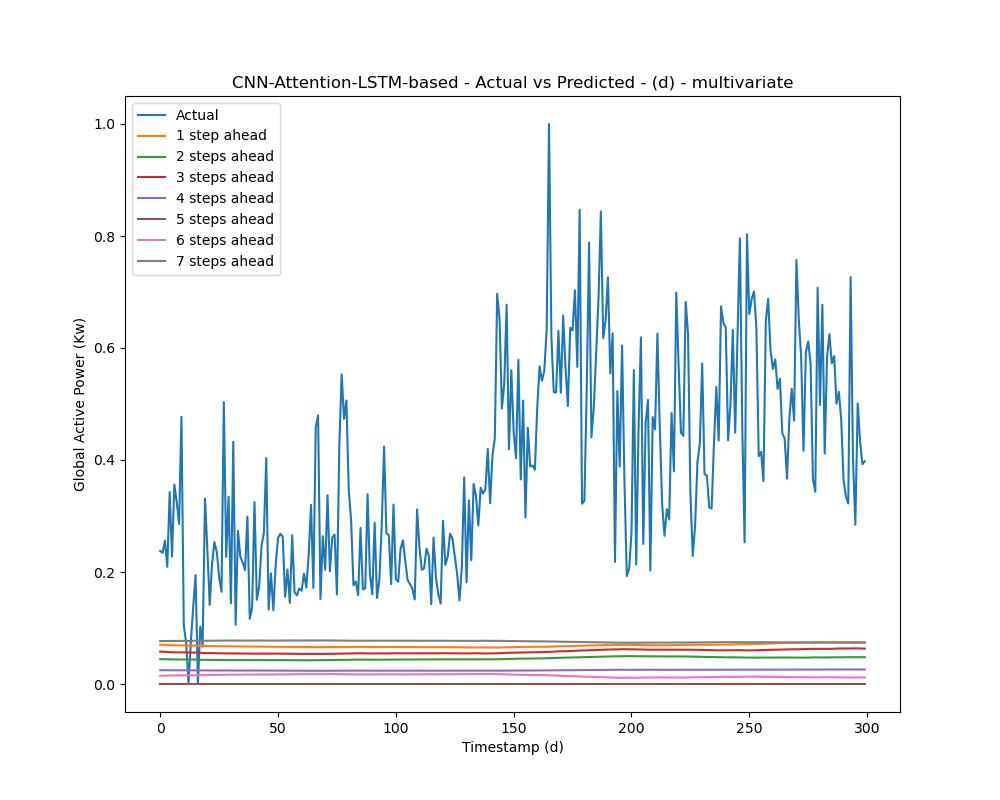 CNN-Attention-LSTM-based - Actual vs Predicted - (d) - multivariate
Actual
1 step ahead
2 steps ahead
3 steps ahead
4 steps ahead
5 steps ahead
6 steps ahead
7 steps ahead
Global Active Power (Kw)
1.0
0.8
0.6
0.4
0.2
0.0
0 50 100 150 200 250 300
Timestamp (d)